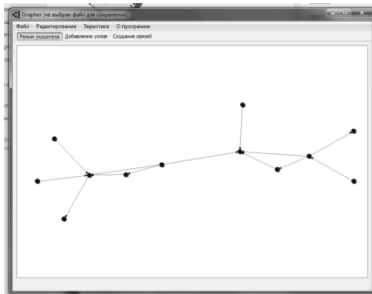 Grapher (не выбран файл для сохранения)
Файл Редактирование Эвристика О программе
Режим указателя Добавление узлов Создание связей